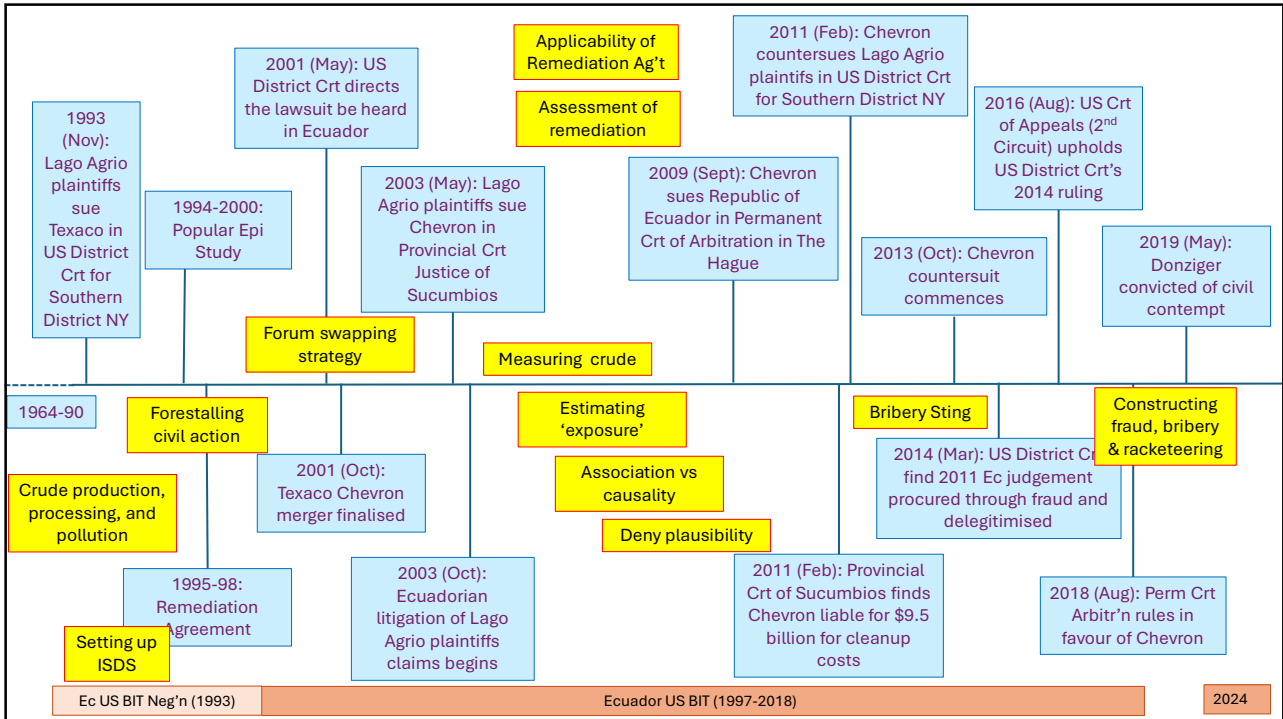 1993
(Nov):
Lago Agrio
plaintiffs
sue
Texaco in
US District
Crt for
Southern
District NY
1994-2000:
Popular Epi
Study
2001 (May): US
District Crt directs
the lawsuit be heard
in Ecuador
2003 (May): Lago
Agrio plaintiffs sue
Chevron in
Provincial Crt
Justice of
Sucumbios
Applicability of
Remediation Ag't
Assessment of
remediation
2009 (Sept): Chevron
sues Republic of
Ecuador in Permanent
Crt of Arbitration in The
Hague
2011 (Feb): Chevron
countersues Lago Agrio
plaintifs in US District Crt
for Southern District NY
2013 (Oct): Chevron
countersuit
commences
2016 (Aug): US Crt
of Appeals (2nd
Circuit) upholds
US District Crt's
2014 ruling
2019 (May):
Donziger
convicted of civil
contempt
Forum swapping
strategy
Measuring crude
1964-90
Forestalling
civil action
Crude production,
processing, and
pollution
2001 (Oct):
Texaco Chevron
merger finalised
Estimating
'exposure'
Association vs
causality
Deny plausibility
Bribery Sting
Constructing
fraud, bribery
& racketeering
2014 (Mar): US District
find 2011 Ec judgement
procured through fraud and
delegitimised
1995-98:
Remediation
Agreement
Setting up
ISDS
2003 (Oct):
Ecuadorian
litigation of Lago
Agrio plaintiffs
claims begins
2011 (Feb): Provincial
Crt of Sucumbios finds
Chevron liable for $9.5
billion for cleanup
costs
2018 (Aug): Perm Crt
Arbitr'n rules in
favour of Chevron
Ec US BIT Neg'n (1993)
Ecuador US BIT (1997-2018)
2024